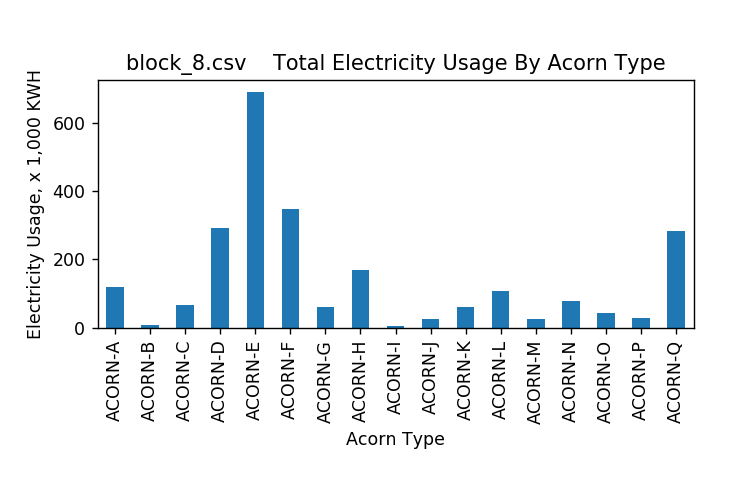 block_8.csv    Total Electricity Usage By Acorn Type
Electricity Usage, x 1,000 KWH
600
400
200
0
ACORN-A
ACORN-B
ACORN-C
ACORN-D
ACORN-E
ACORN-F
ACORN-G
ACORN-H
ACORN-I
ACORN-J
ACORN-K
ACORN-L
ACORN-M
ACORN-N
ACORN-O
ACORN-P
ACORN-Q
Acorn Type